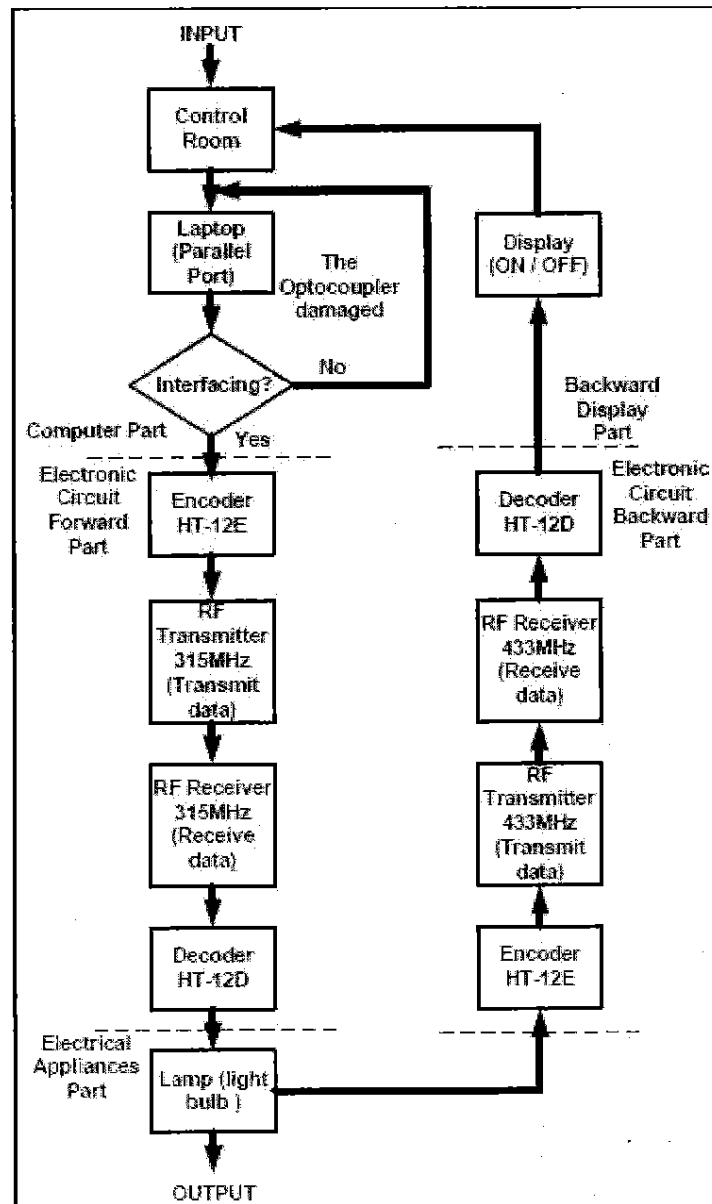 INPUT
Control
Room
Laptop
(Parallel
Port)
The
Optocoupler
damaged
Interfacing?
No
Computer Part
Yes
Electronic
Circuit
Forward
Part
Encoder
HT-12E
RF
Transmitter
315MHz
(Transmit
data)
RF Receiver
315MHz
(Receive
data)
Decoder
HT-12D
Electrical
Appliances
Part
Lamp (light
bulb )
OUTPUT
Display
(ON / OFF)
Backward
Display
Part
Electronic
Circuit
Backward
Part
Decoder
HT-12D
RF Receiver
433MHz
(Receive
data)
RF
Transmitter
433MHz
(Transmit
data)
Encoder
HT-12E